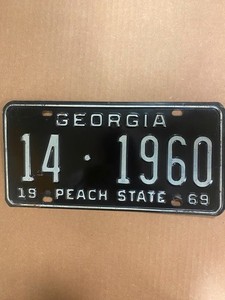 GEORGIA
14 · 1960
19 PEACH STATE 69